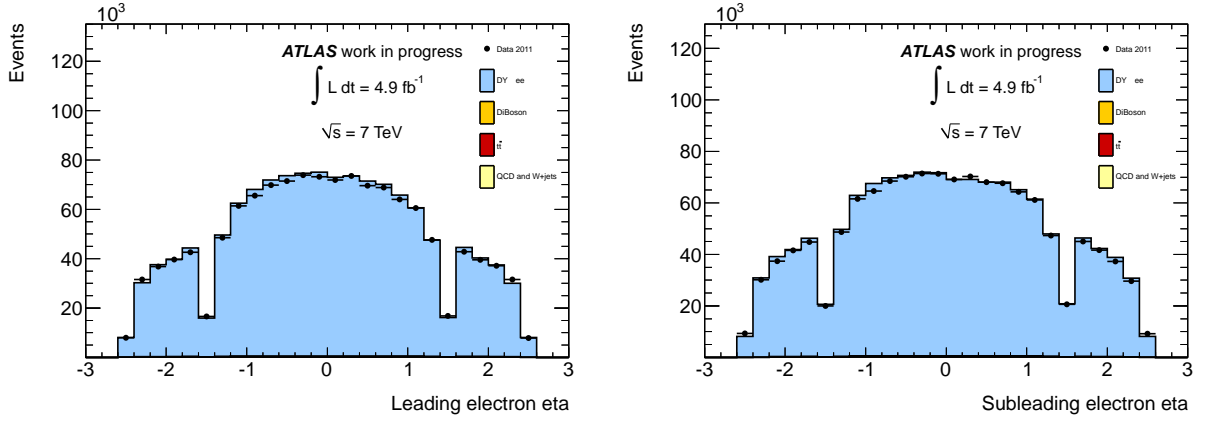 10³
Events
120
100
80
60
40
20
-3 -2 -1 0 1 2 3
Leading electron eta
ATLAS work in progress
∫ L dt = 4.9 fb⁻¹
√s = 7 TeV
Data 2011
DY ee
DiBoson
tt̄
QCD and W+jets
10³
Events
120
100
80
60
40
20
-3 -2 -1 0 1 2 3
Subleading electron eta
ATLAS work in progress
∫ L dt = 4.9 fb⁻¹
√s = 7 TeV
Data 2011
DY ee
DiBoson
tt̄
QCD and W+jets